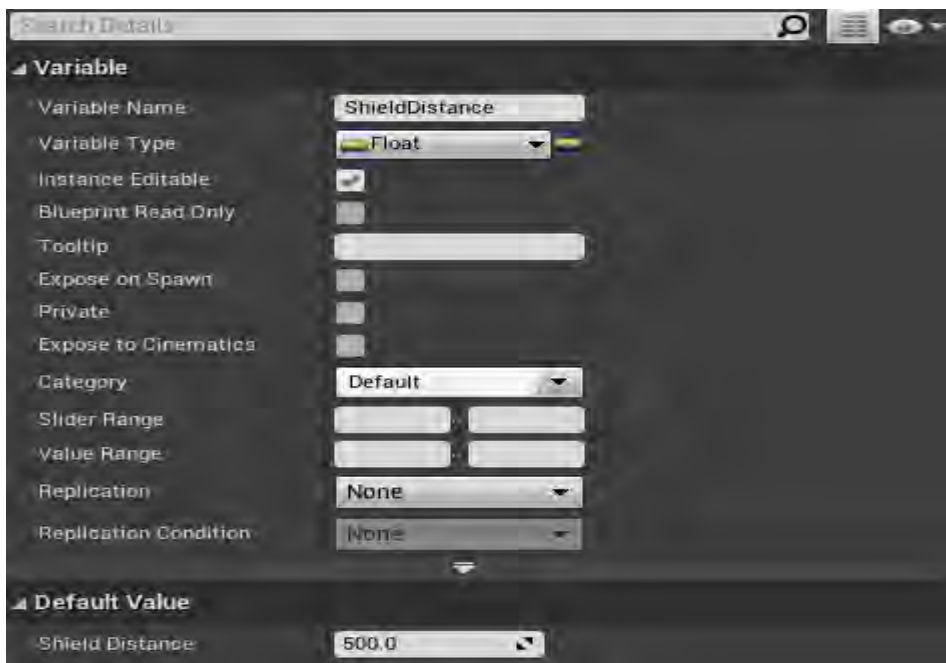 Search Details
Variable
Variable Name ShieldDistance
Variable Type Float
Instance Editable
Blueprint Read Only
Tooltip
Expose on Spawn
Private
Expose to Cinematics
Category Default
Slider Range
Value Range
Replication None
Replication Condition None
Default Value
Shield Distance 500.0